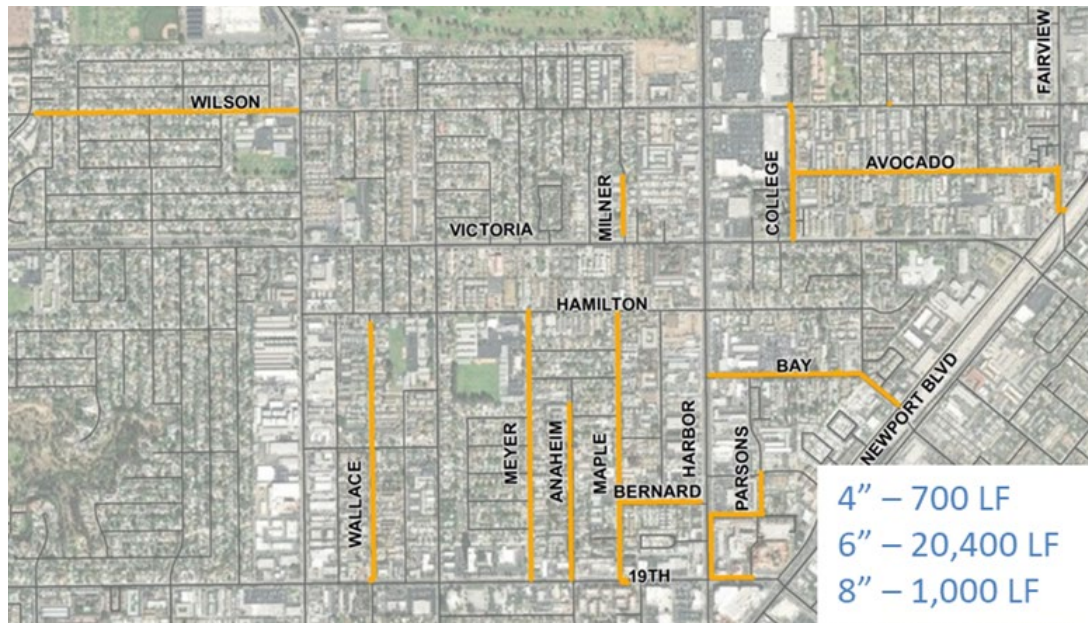 FAIRVIEW
WILSON
COLLEGE
AVOCADO
MILNER
VICTORIA
HAMILTON
BAY
NEWPORT BLVD
WALLACE
MEYER
ANAHEIM
MAPLE
HARBOR
PARSONS
BERNARD
19TH
4” – 700 LF
6” – 20,400 LF
8” – 1,000 LF